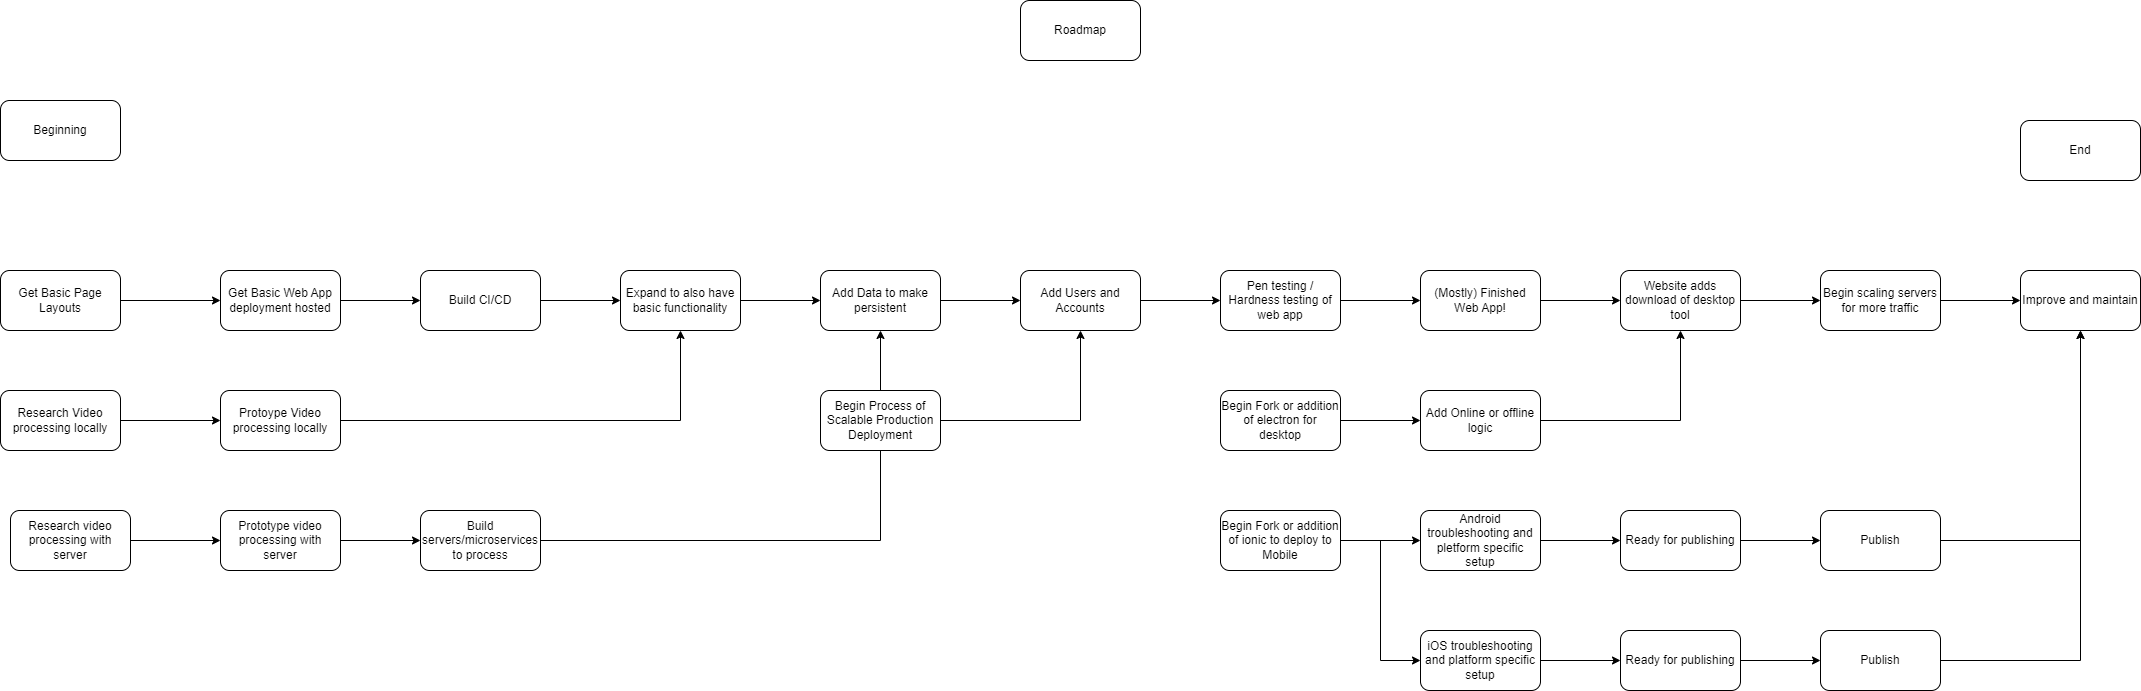 Roadmap
Beginning
End
Get Basic Page
Layouts
Get Basic Web App
deployment hosted
Build CI/CD
Expand to also have
basic functionality
Add Data to make
persistent
Add Users and
Accounts
Pen testing /
Hardness testing of
web app
(Mostly) Finished
Web App!
Website adds
download of desktop
tool
Begin scaling servers
for more traffic
Improve and maintain
Research Video
processing locally
Protoype Video
processing locally
Begin Process of
Scalable Production
Deployment
Begin Fork or addition
of electron for
desktop
Add Online or offline
logic
Research video
processing with
server
Prototype video
processing with
server
Build
servers/microservices
to process
Begin Fork or addition
of ionic to deploy to
Mobile
Android
troubleshooting and
pletform specific
setup
Ready for publishing
Publish
iOS troubleshooting
and platform specific
setup
Ready for publishing
Publish